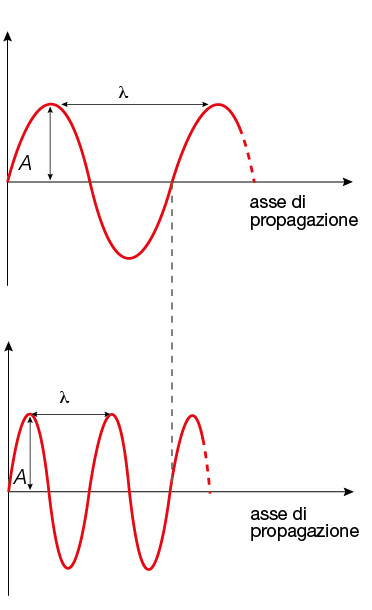 λ
A
asse di
propagazione
λ
A
asse di
propagazione